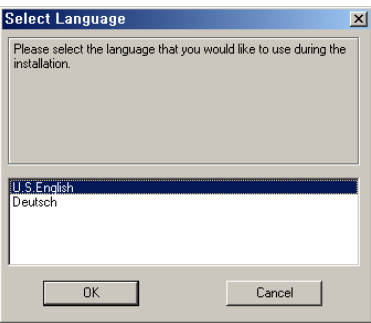 Select Language
Please select the language that you would like to use during the
installation.
U.S.English
Deutsch
OK
Cancel